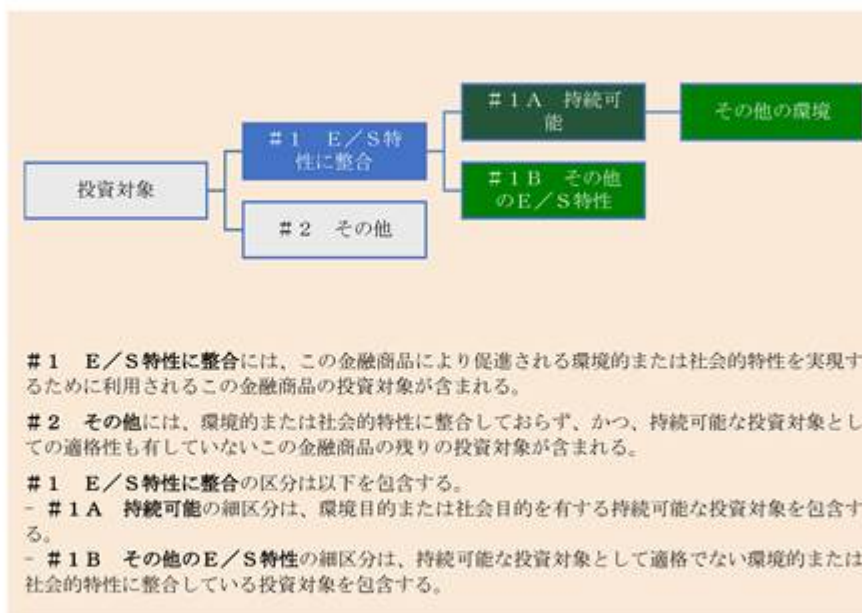 #1A 持続可
能
その他の環境
#1 E/S特
性に整合
投資対象
#1B その他
のE/S特性
#2 その他
#1 E/S特性に整合には、この金融商品により促進される環境的または社会的特性を実現す
るために利用されるこの金融商品の投資対象が含まれる。
#2 その他には、環境的または社会的特性に整合しておらず、かつ、持続可能な投資対象とし
ての適格性も有していないこの金融商品の残りの投資対象が含まれる。
#1 E/S特性に整合の区分は以下を包含する。
- #1A 持続可能の細区分は、環境目的または社会目的を有する持続可能な投資対象を包含す
る。
- #1B その他のE/S特性の細区分は、持続可能な投資対象として適格でない環境的または
社会的特性に整合している投資対象を包含する。